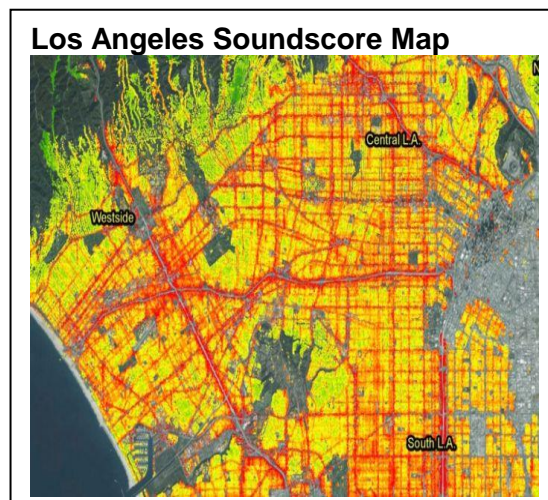 Los Angeles Soundscore Map
N
Central L.A.
Westside
South L.A.